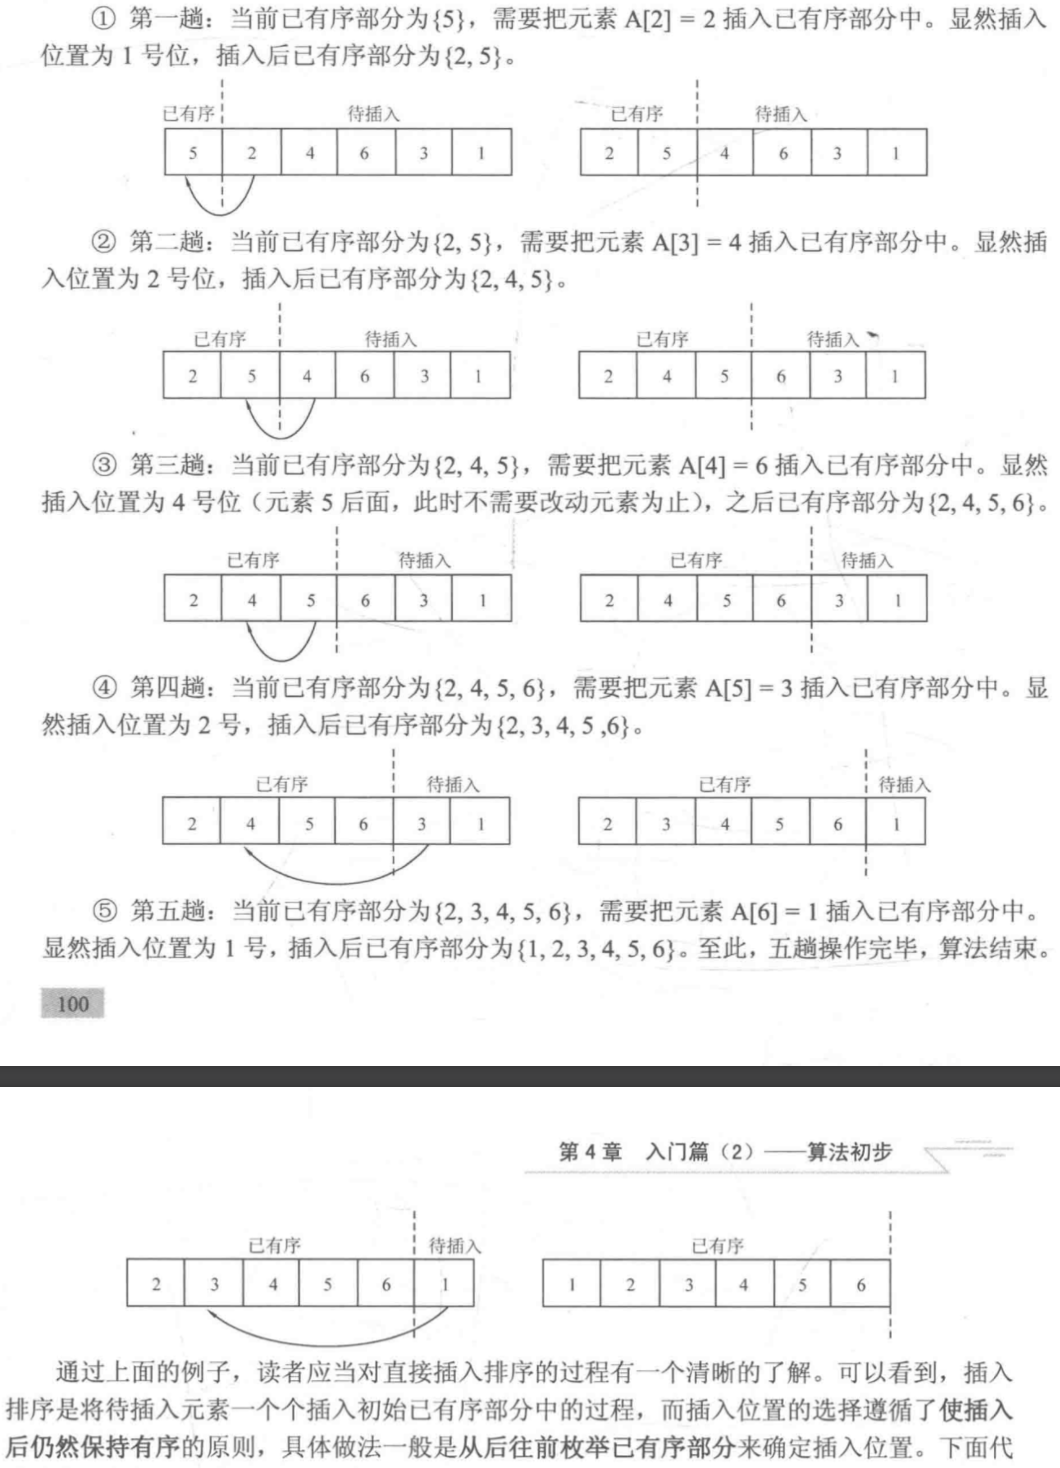 ① 第一趟：当前已有序部分为{5}，需要把元素 A[2] = 2 插入已有序部分中。显然插入
位置为 1 号位，插入后已有序部分为{2, 5}。
已有序 待插入 已有序 待插入
5 2 4 6 3 1 2 5 4 6 3 1
② 第二趟：当前已有序部分为{2, 5}，需要把元素 A[3] = 4 插入已有序部分中。显然插
入位置为 2 号位，插入后已有序部分为{2, 4, 5}。
已有序 待插入 已有序 待插入
2 5 4 6 3 1 2 4 5 6 3 1
③ 第三趟：当前已有序部分为{2, 4, 5}，需要把元素 A[4] = 6 插入已有序部分中。显然
插入位置为 4 号位（元素 5 后面，此时不需要改动元素为止），之后已有序部分为{2, 4, 5, 6}。
已有序 待插入 已有序 待插入
2 4 5 6 3 1 2 4 5 6 3 1
④ 第四趟：当前已有序部分为{2, 4, 5, 6}，需要把元素 A[5] = 3 插入已有序部分中。显
然插入位置为 2 号，插入后已有序部分为{2, 3, 4, 5 ,6}。
已有序 待插入 已有序 待插入
2 4 5 6 3 1 2 3 4 5 6 1
⑤ 第五趟：当前已有序部分为{2, 3, 4, 5, 6}，需要把元素 A[6] = 1 插入已有序部分中。
显然插入位置为 1 号，插入后已有序部分为{1, 2, 3, 4, 5, 6}。至此，五趟操作完毕，算法结束。
100
第 4 章 入门篇（2）——算法初步
已有序 待插入 已有序
2 3 4 5 6 1 1 2 3 4 5 6
通过上面的例子，读者应当对直接插入排序的过程有一个清晰的了解。可以看到，插入
排序是将待插入元素一个个插入初始已有序部分中的过程，而插入位置的选择遵循了使插入
后仍然保持有序的原则，具体做法一般是从后往前枚举已有序部分来确定插入位置。下面代